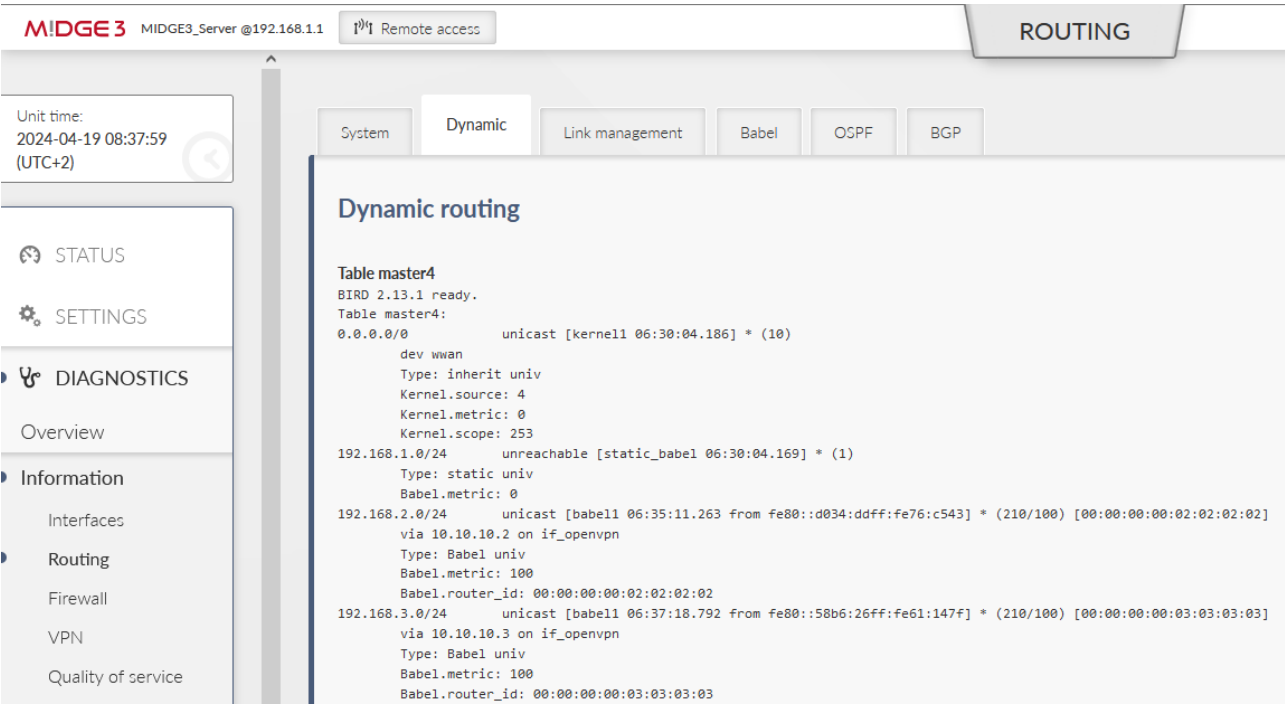 M!DGE 3 MIDGE3_Server @192.168.1.1 Remote access ROUTING
Unit time:
2024-04-19 08:37:59
(UTC+2)
STATUS
SETTINGS
DIAGNOSTICS
Overview
Information
Interfaces
Routing
Firewall
VPN
Quality of service
System Dynamic Link management Babel OSPF BGP
Dynamic routing
Table master4
BIRD 2.13.1 ready.
Table master4:
0.0.0.0/0 unicast [kernel1 06:30:04.186] * (10)
dev wwan
Type: inherit univ
Kernel.source: 4
Kernel.metric: 0
Kernel.scope: 253
192.168.1.0/24 unreachable [static_babel 06:30:04.169] * (1)
Type: static univ
Babel.metric: 0
192.168.2.0/24 unicast [babel1 06:35:11.263 from fe80::d034:ddff:fe76:c543] * (210/100) [00:00:00:00:02:02:02:02]
via 10.10.10.2 on if_openvpn
Type: Babel univ
Babel.metric: 100
Babel.router_id: 00:00:00:00:02:02:02:02
192.168.3.0/24 unicast [babel1 06:37:18.792 from fe80::58b6:26ff:fe61:147f] * (210/100) [00:00:00:00:03:03:03:03]
via 10.10.10.3 on if_openvpn
Type: Babel univ
Babel.metric: 100
Babel.router_id: 00:00:00:00:03:03:03:03